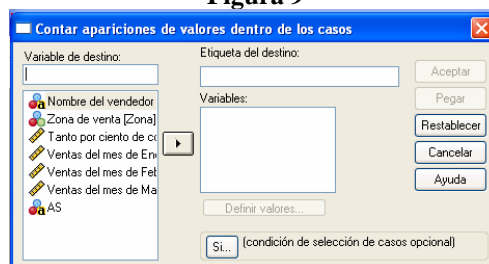 Figura 9
Contar apariciones de valores dentro de los casos
Variable de destino:
Etiqueta del destino:
Nombre del vendedor
Zona de venta [Zona]
Tanto por ciento de co
Ventas del mes de Ene
Ventas del mes de Feb
Ventas del mes de Ma
AS
Variables:
Definir valores...
Si... (condición de selección de casos opcional)
Aceptar
Pegar
Restablecer
Cancelar
Ayuda